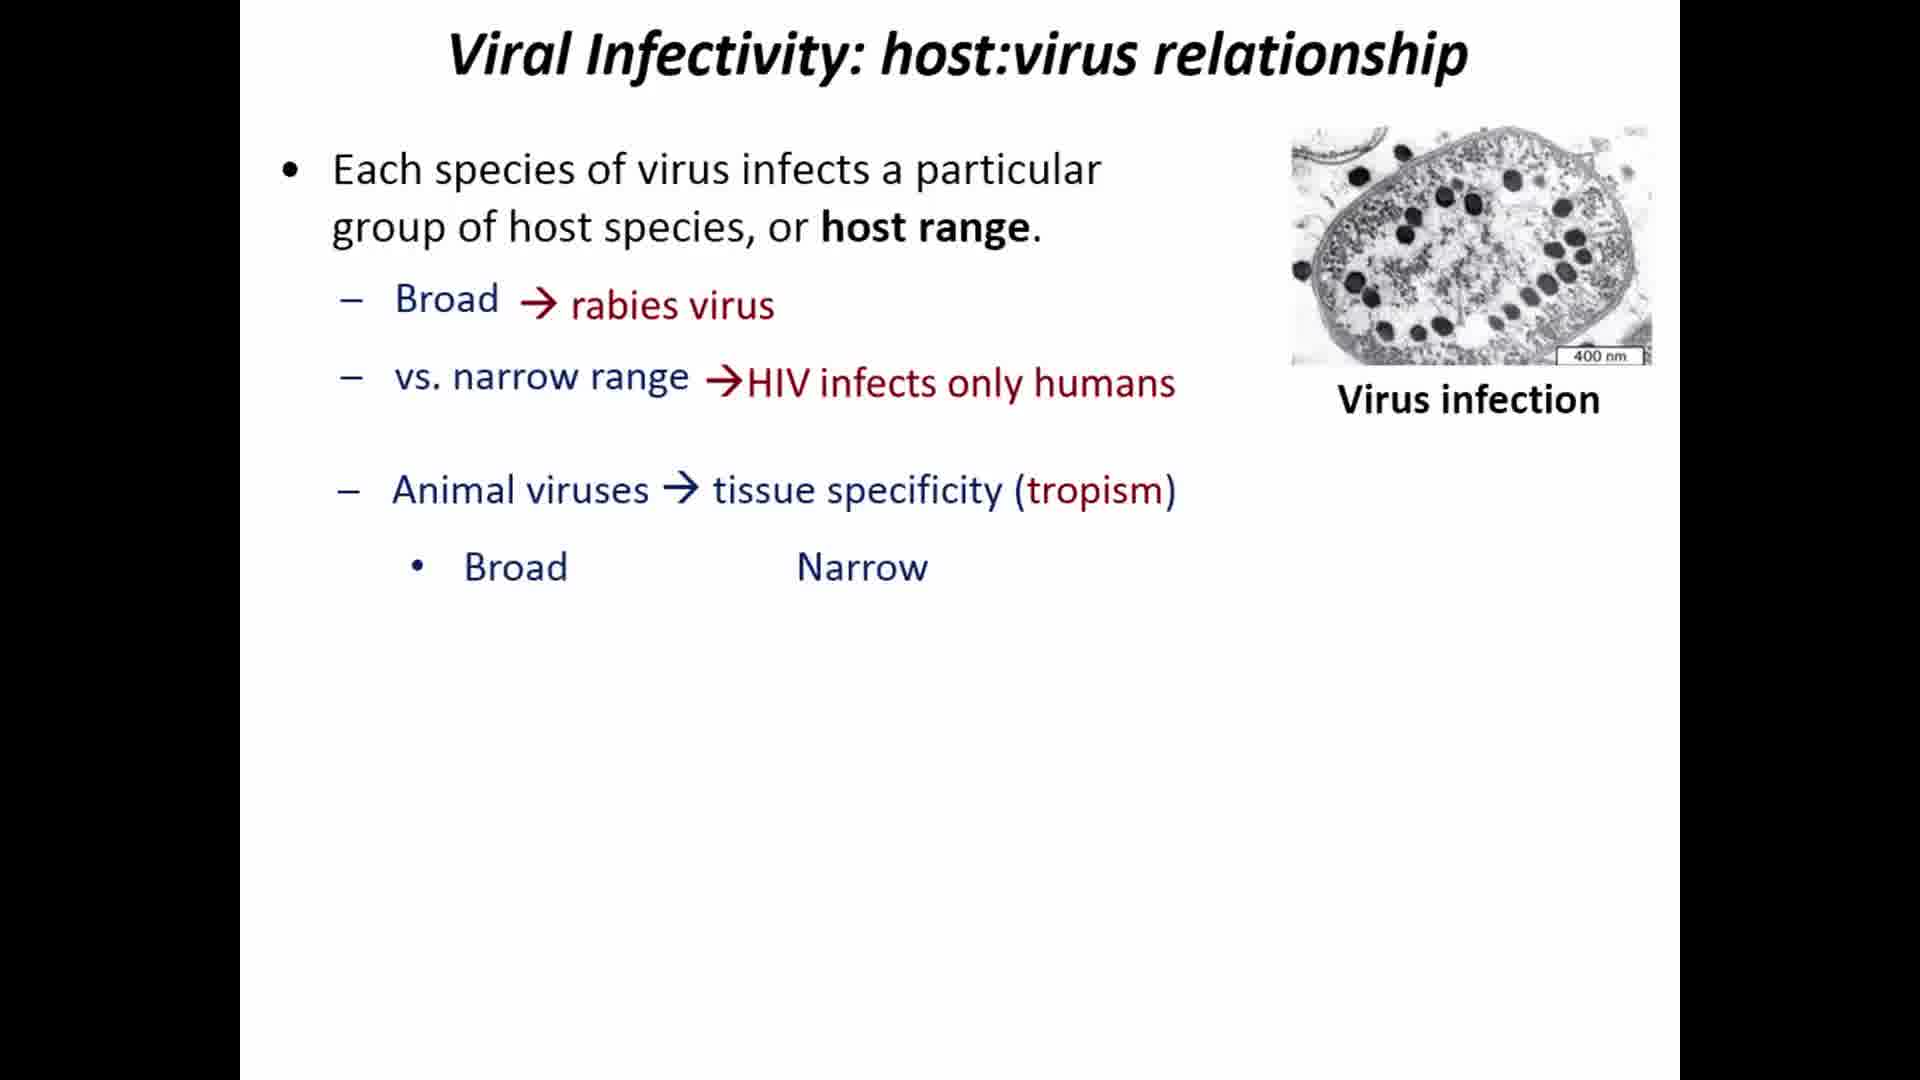 Viral Infectivity: host:virus relationship
• Each species of virus infects a particular
group of host species, or host range.
– Broad → rabies virus
– vs. narrow range →HIV infects only humans
400 nm
Virus infection
– Animal viruses → tissue specificity (tropism)
• Broad Narrow